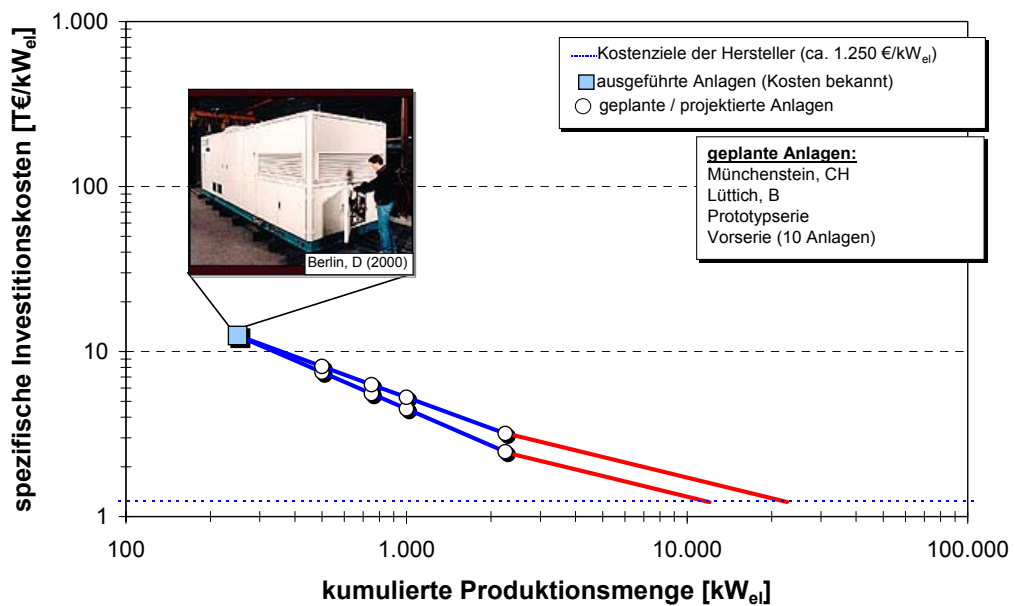 spezifische Investitionskosten [T€/kWel]
1.000
100
10
1
Kostenziele der Hersteller (ca. 1.250 €/kWel)
ausgeführte Anlagen (Kosten bekannt)
geplante / projektierte Anlagen
geplante Anlagen:
Münchenstein, CH
Lüttich, B
Prototypserie
Vorserie (10 Anlagen)
Berlin, D (2000)
100
1.000
10.000
100.000
kumulierte Produktionsmenge [kWel]